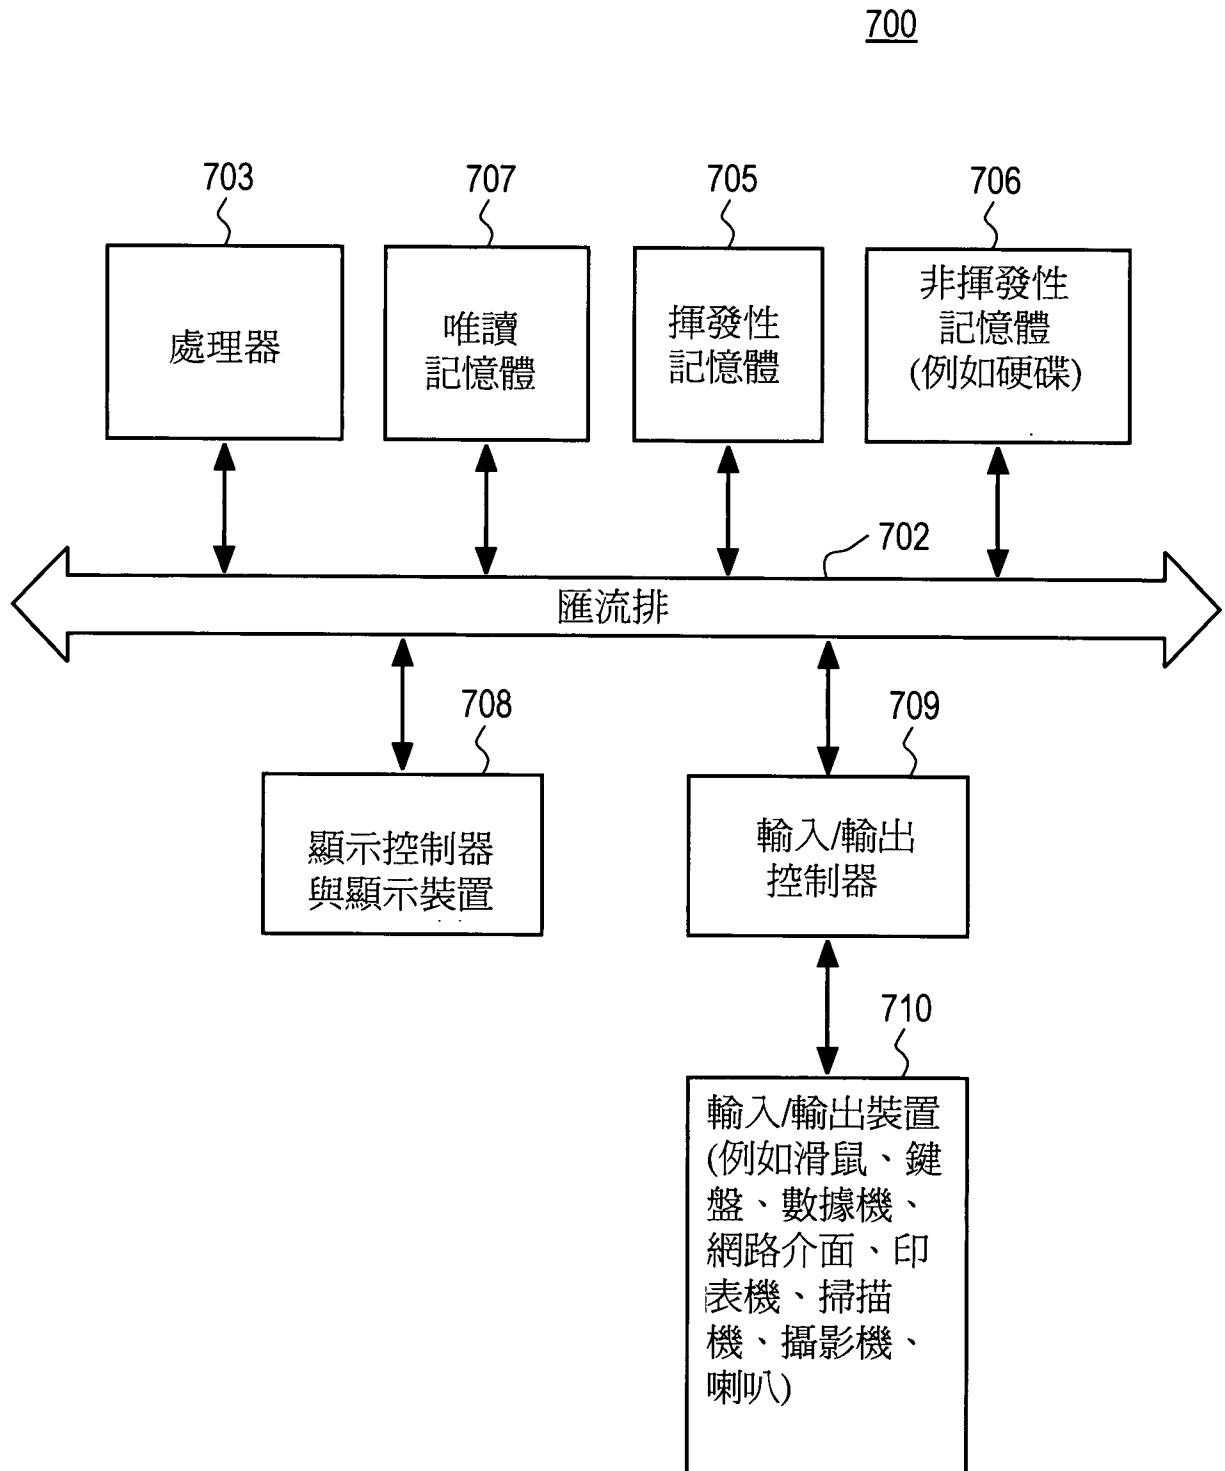 700
703
707
705
706
處理器
唯讀
記憶體
揮發性
記憶體
非揮發性
記憶體
(例如硬碟)
702
匯流排
708
709
顯示控制器
與顯示裝置
輸入/輸出
控制器
710
輸入/輸出裝置
(例如滑鼠、鍵
盤、數據機、
網路介面、印
表機、掃描
機、攝影機、
喇叭)